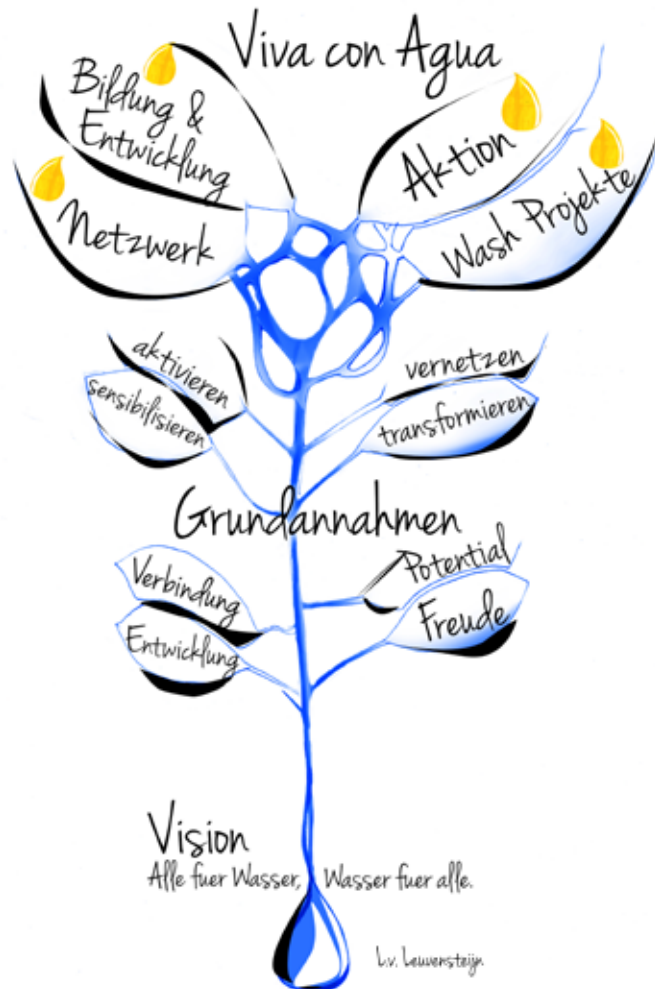 Viva con Agua
Bildung &
Entwicklung
Aktion
Netzwerk
Wash Projekte
aktivieren
sensibilisieren
vernetzen
transformieren
Grundannahmen
Verbindung
Entwicklung
Potential
Freude
Vision
Alle fuer Wasser, Wasser fuer alle.
L.v. Leuvensteijn